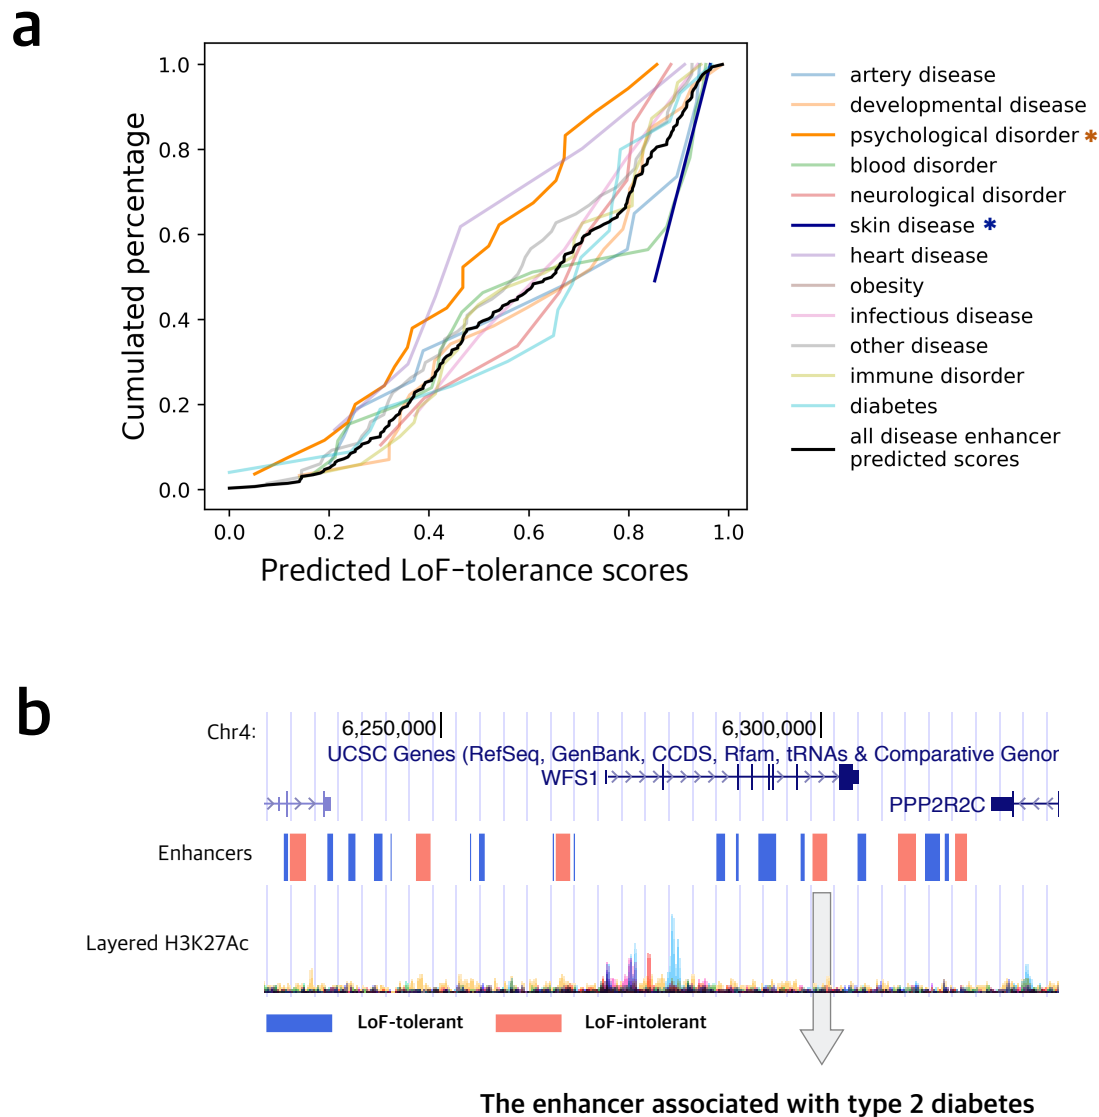 a
Cumulated percentage
1.0
0.8
0.6
0.4
0.2
0.0
0.0 0.2 0.4 0.6 0.8 1.0
Predicted LoF-tolerance scores
artery disease
developmental disease
psychological disorder *
blood disorder
neurological disorder
skin disease *
heart disease
obesity
infectious disease
other disease
immune disorder
diabetes
all disease enhancer
predicted scores
b
Chr4: 6,250,000 6,300,000
UCSC Genes (RefSeq, GenBank, CCDS, Rfam, tRNAs & Comparative Genor
WFS1
PPP2R2C
Enhancers
Layered H3K27Ac
LoF-tolerant LoF-intolerant
The enhancer associated with type 2 diabetes